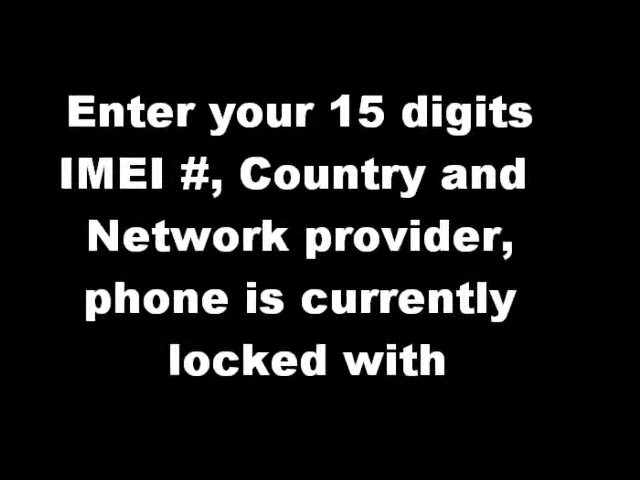 Enter your 15 digits
IMEI #, Country and
Network provider,
phone is currently
locked with